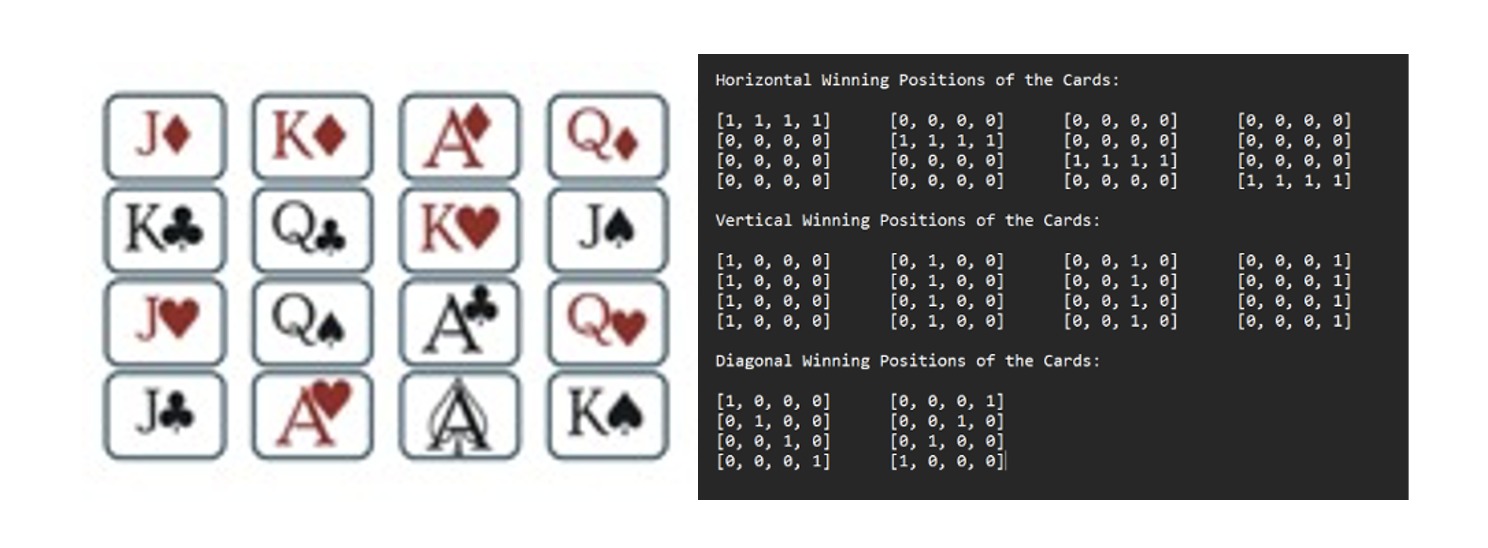 J♦ K♦ A♦ Q♦
K♣ Q♣ K♥ J♠
J♥ Q♠ A♣ Q♥
J♣ A♥ A♠ K♠
Horizontal Winning Positions of the Cards:
[1, 1, 1, 1] [0, 0, 0, 0] [0, 0, 0, 0] [0, 0, 0, 0]
[0, 0, 0, 0] [1, 1, 1, 1] [0, 0, 0, 0] [0, 0, 0, 0]
[0, 0, 0, 0] [0, 0, 0, 0] [1, 1, 1, 1] [0, 0, 0, 0]
[0, 0, 0, 0] [0, 0, 0, 0] [0, 0, 0, 0] [1, 1, 1, 1]
Vertical Winning Positions of the Cards:
[1, 0, 0, 0] [0, 1, 0, 0] [0, 0, 1, 0] [0, 0, 0, 1]
[1, 0, 0, 0] [0, 1, 0, 0] [0, 0, 1, 0] [0, 0, 0, 1]
[1, 0, 0, 0] [0, 1, 0, 0] [0, 0, 1, 0] [0, 0, 0, 1]
[1, 0, 0, 0] [0, 1, 0, 0] [0, 0, 1, 0] [0, 0, 0, 1]
Diagonal Winning Positions of the Cards:
[1, 0, 0, 0] [0, 0, 0, 1]
[0, 1, 0, 0] [0, 0, 1, 0]
[0, 0, 1, 0] [0, 1, 0, 0]
[0, 0, 0, 1] [1, 0, 0, 0]